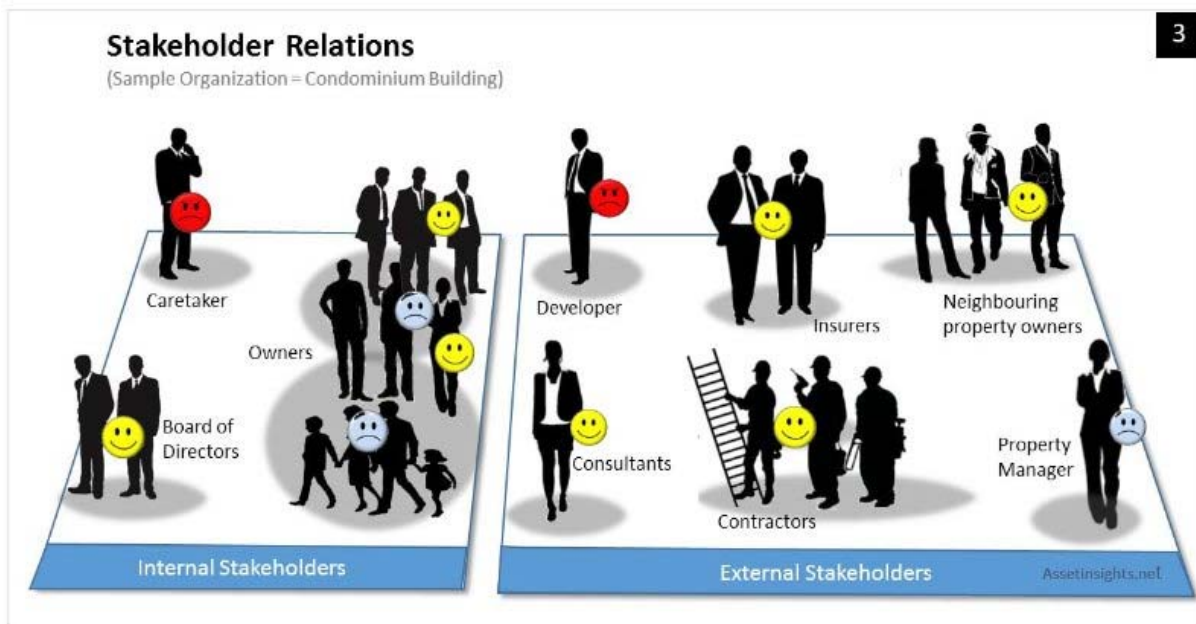 3
Stakeholder Relations
(Sample Organization = Condominium Building)
Caretaker
Owners
Board of
Directors
Developer
Insurers
Neighbouring
property owners
Consultants
Contractors
Property
Manager
Internal Stakeholders
External Stakeholders
Assetinsights.net